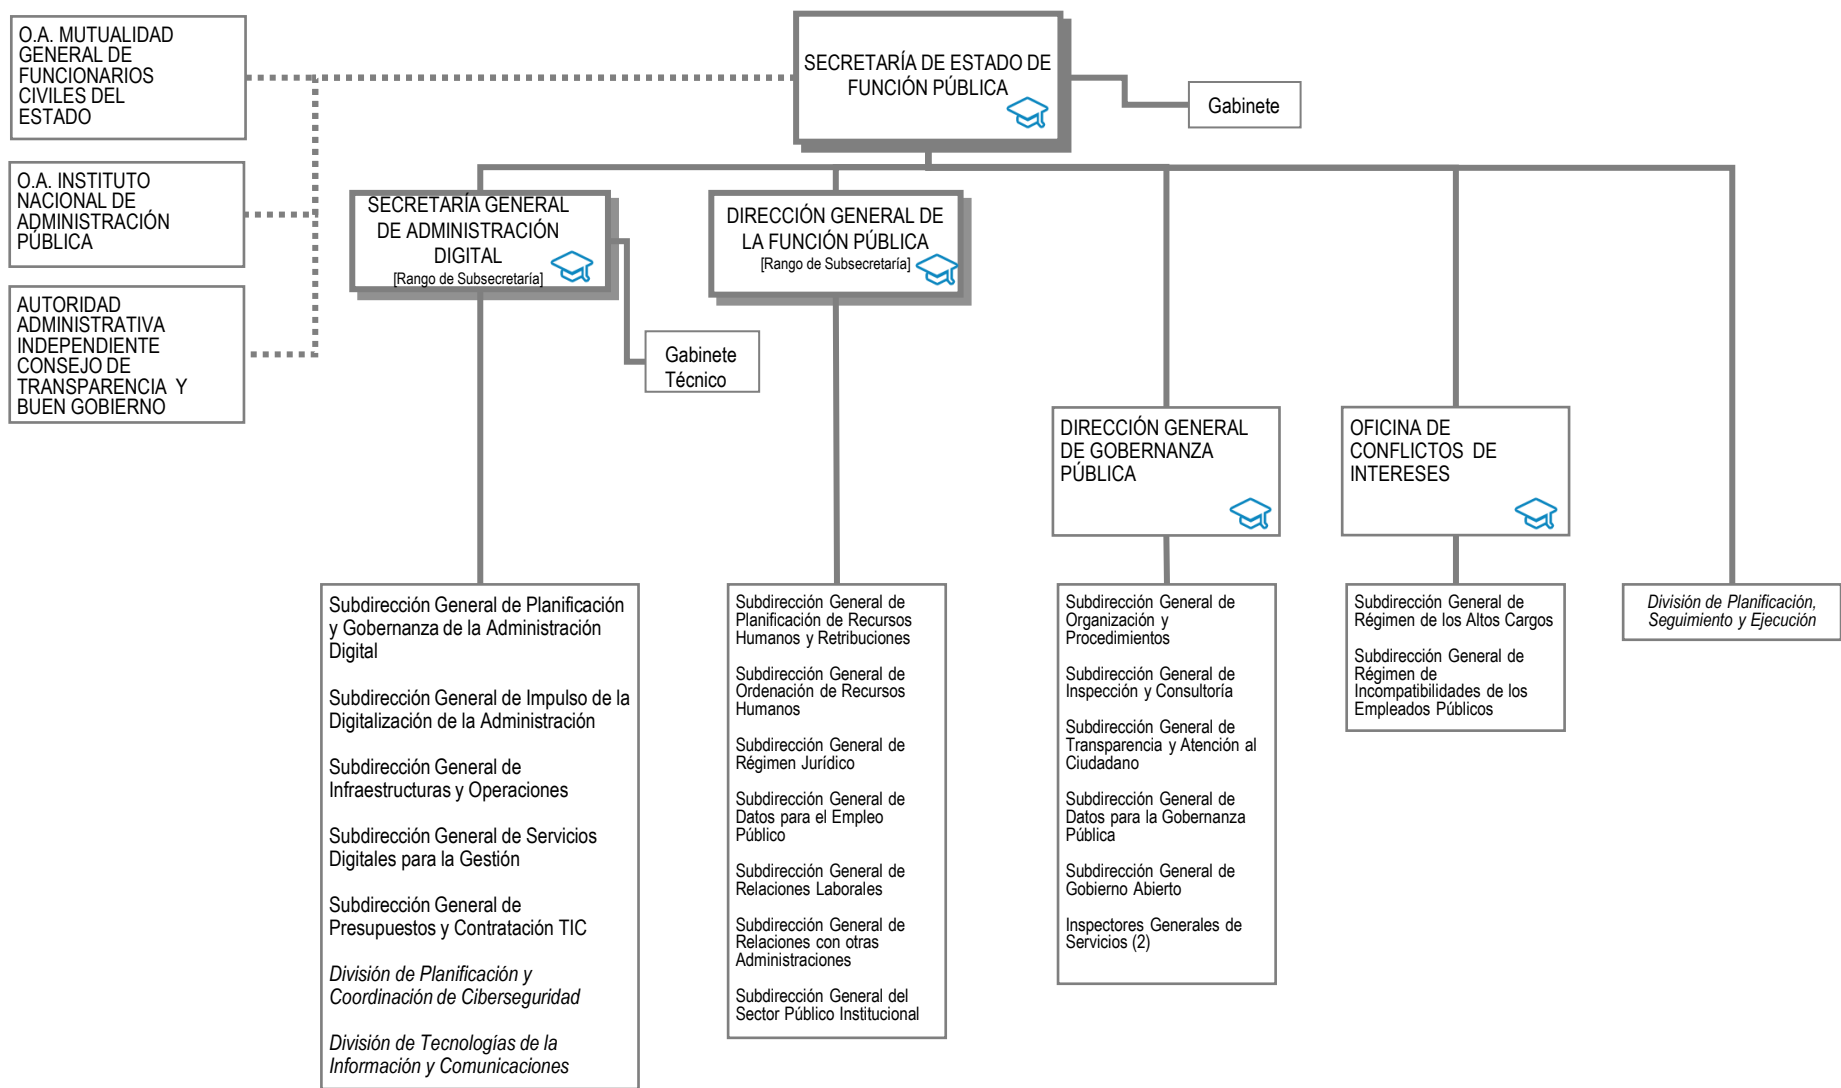 O.A. MUTUALIDAD
GENERAL DE
FUNCIONARIOS
CIVILES DEL
ESTADO
O.A. INSTITUTO
NACIONAL DE
ADMINISTRACIÓN
PÚBLICA
AUTORIDAD
ADMINISTRATIVA
INDEPENDIENTE
CONSEJO DE
TRANSPARENCIA Y
BUEN GOBIERNO
SECRETARÍA DE ESTADO DE
FUNCIÓN PÚBLICA
Gabinete
SECRETARÍA GENERAL
DE ADMINISTRACIÓN
DIGITAL
[Rango de Subsecretaría]
Gabinete
Técnico
DIRECCIÓN GENERAL DE
LA FUNCIÓN PÚBLICA
[Rango de Subsecretaría]
DIRECCIÓN GENERAL
DE GOBERNANZA
PÚBLICA
OFICINA DE
CONFLICTOS DE
INTERESES
Subdirección General de Planificación
y Gobernanza de la Administración
Digital
Subdirección General de Impulso de la
Digitalización de la Administración
Subdirección General de
Infraestructuras y Operaciones
Subdirección General de Servicios
Digitales para la Gestión
Subdirección General de
Presupuestos y Contratación TIC
División de Planificación y
Coordinación de Ciberseguridad
División de Tecnologías de la
Información y Comunicaciones
Subdirección General de
Planificación de Recursos
Humanos y Retribuciones
Subdirección General de
Ordenación de Recursos
Humanos
Subdirección General de
Régimen Jurídico
Subdirección General de
Datos para el Empleo
Público
Subdirección General de
Relaciones Laborales
Subdirección General de
Relaciones con otras
Administraciones
Subdirección General del
Sector Público Institucional
Subdirección General de
Organización y
Procedimientos
Subdirección General de
Inspección y Consultoría
Subdirección General de
Transparencia y Atención al
Ciudadano
Subdirección General de
Datos para la Gobernanza
Pública
Subdirección General de
Gobierno Abierto
Inspectores Generales de
Servicios (2)
Subdirección General de
Régimen de los Altos Cargos
Subdirección General de
Régimen de
Incompatibilidades de los
Empleados Públicos
División de Planificación,
Seguimiento y Ejecución